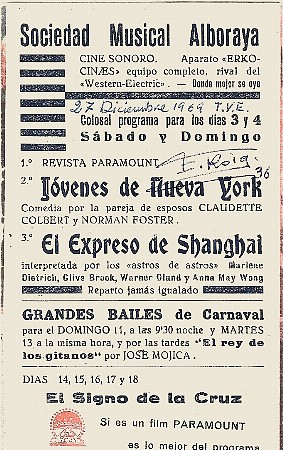 Sociedad Musical Alboraya
CINE SONORO. Aparato «ERKO-
CINÆS» equipo completo, rival del
«Western-Electric». — Donde mejor se oye
27 Diciembre 1969 T.V.E.
Colosal programa para los días 3 y 4
Sábado y Domingo
1.º REVISTA PARAMOUNT
F. Roig.
36
2.º Jóvenes de Nueva York
Comedia por la pareja de esposos CLAUDETTE
COLBERT y NORMAN FOSTER.
3.º El Expreso de Shanghai
interpretada por los «astros de astros» Marlene
Dietrich, Clive Brook, Warner Oland y Anna May Wong
Reparto jamás igualado
GRANDES BAILES de Carnaval
para el DOMINGO 11, a las 9'30 noche y MARTES
13 a la misma hora, y por las tardes "El rey de
los gitanos" por JOSE MOJICA.
DIAS 14, 15, 16, 17 y 18
El Signo de la Cruz
Si es un film PARAMOUNT
es lo mejor del programa